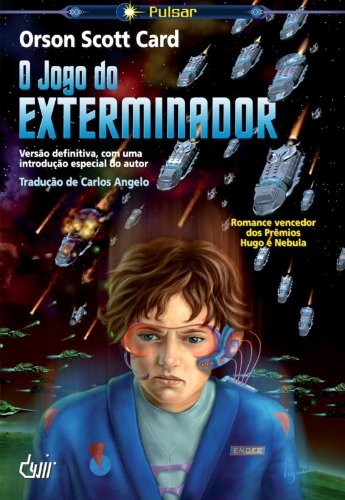 Pulsar
Orson Scott Card
O Jogo do
EXTERMINADOR
Versão definitiva, com uma
introdução especial do autor
Tradução de Carlos Angelo
Romance vencedor
dos Prêmios
Hugo e Nebula
ENDER